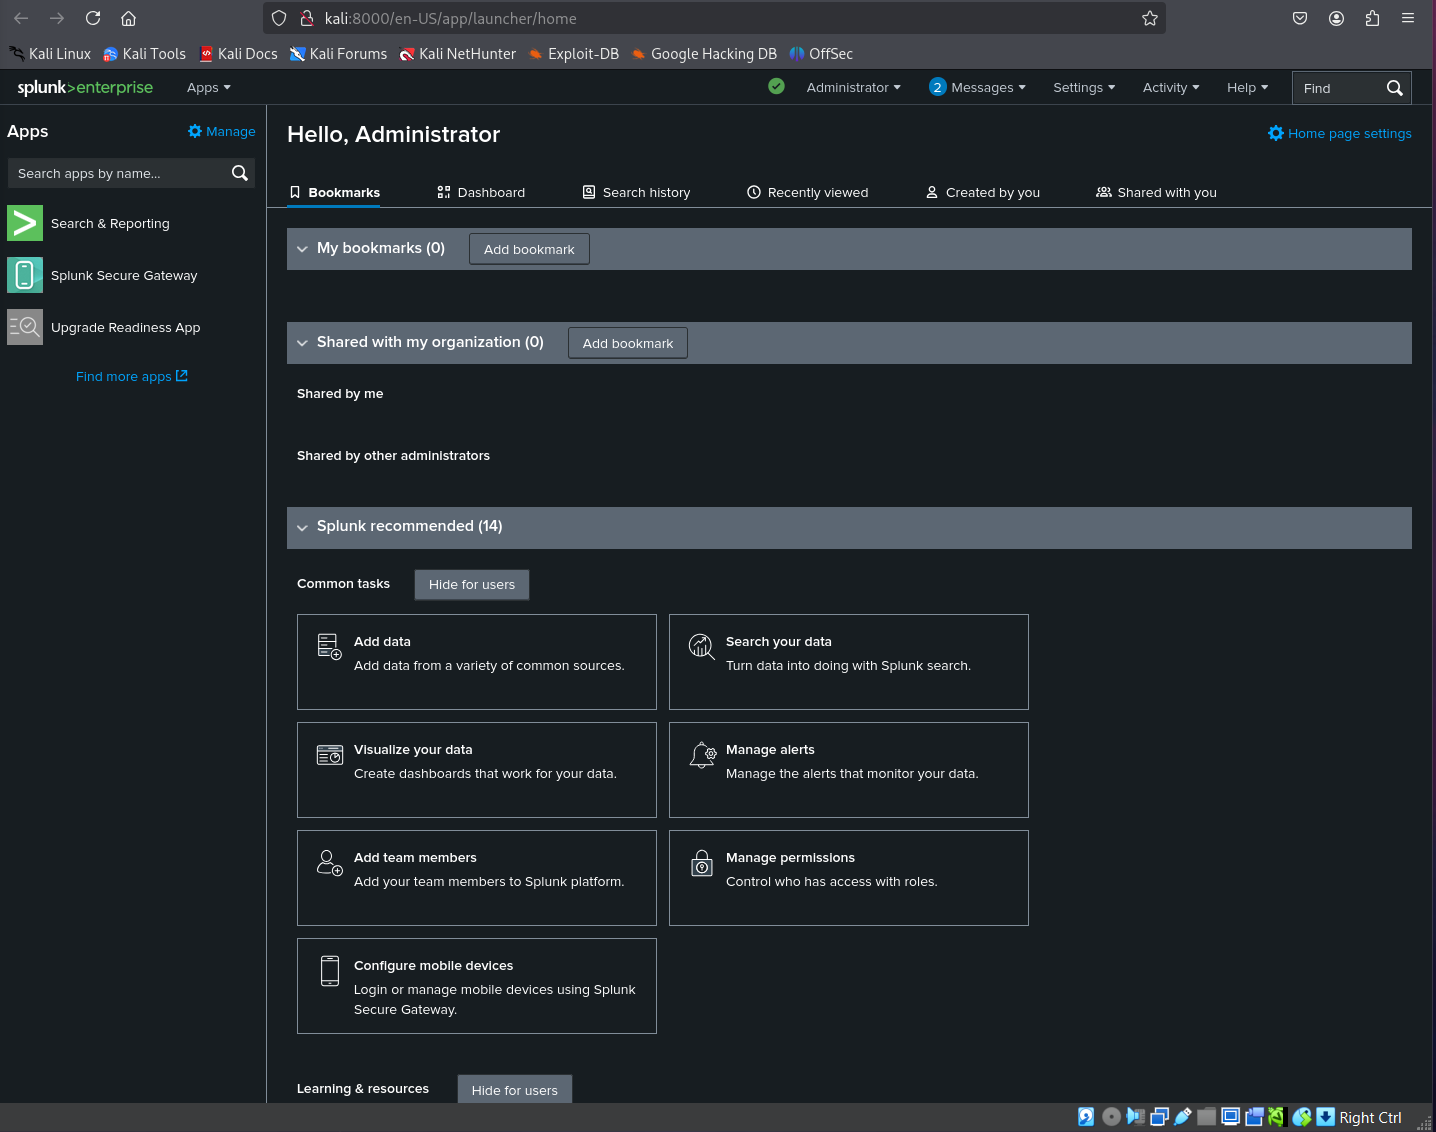 kali:8000/en-US/app/launcher/home
Kali Linux Kali Tools Kali Docs Kali Forums Kali NetHunter Exploit-DB Google Hacking DB OffSec
splunk>enterprise Apps Administrator 2 Messages Settings Activity Help Find
Apps Manage
Search apps by name...
Search & Reporting
Splunk Secure Gateway
Upgrade Readiness App
Find more apps
Hello, Administrator
Home page settings
Bookmarks Dashboard Search history Recently viewed Created by you Shared with you
My bookmarks (0) Add bookmark
Shared with my organization (0) Add bookmark
Shared by me
Shared by other administrators
Splunk recommended (14)
Common tasks Hide for users
Add data
Add data from a variety of common sources.
Search your data
Turn data into doing with Splunk search.
Visualize your data
Create dashboards that work for your data.
Manage alerts
Manage the alerts that monitor your data.
Add team members
Add your team members to Splunk platform.
Manage permissions
Control who has access with roles.
Configure mobile devices
Login or manage mobile devices using Splunk
Secure Gateway.
Learning & resources Hide for users
Right Ctrl